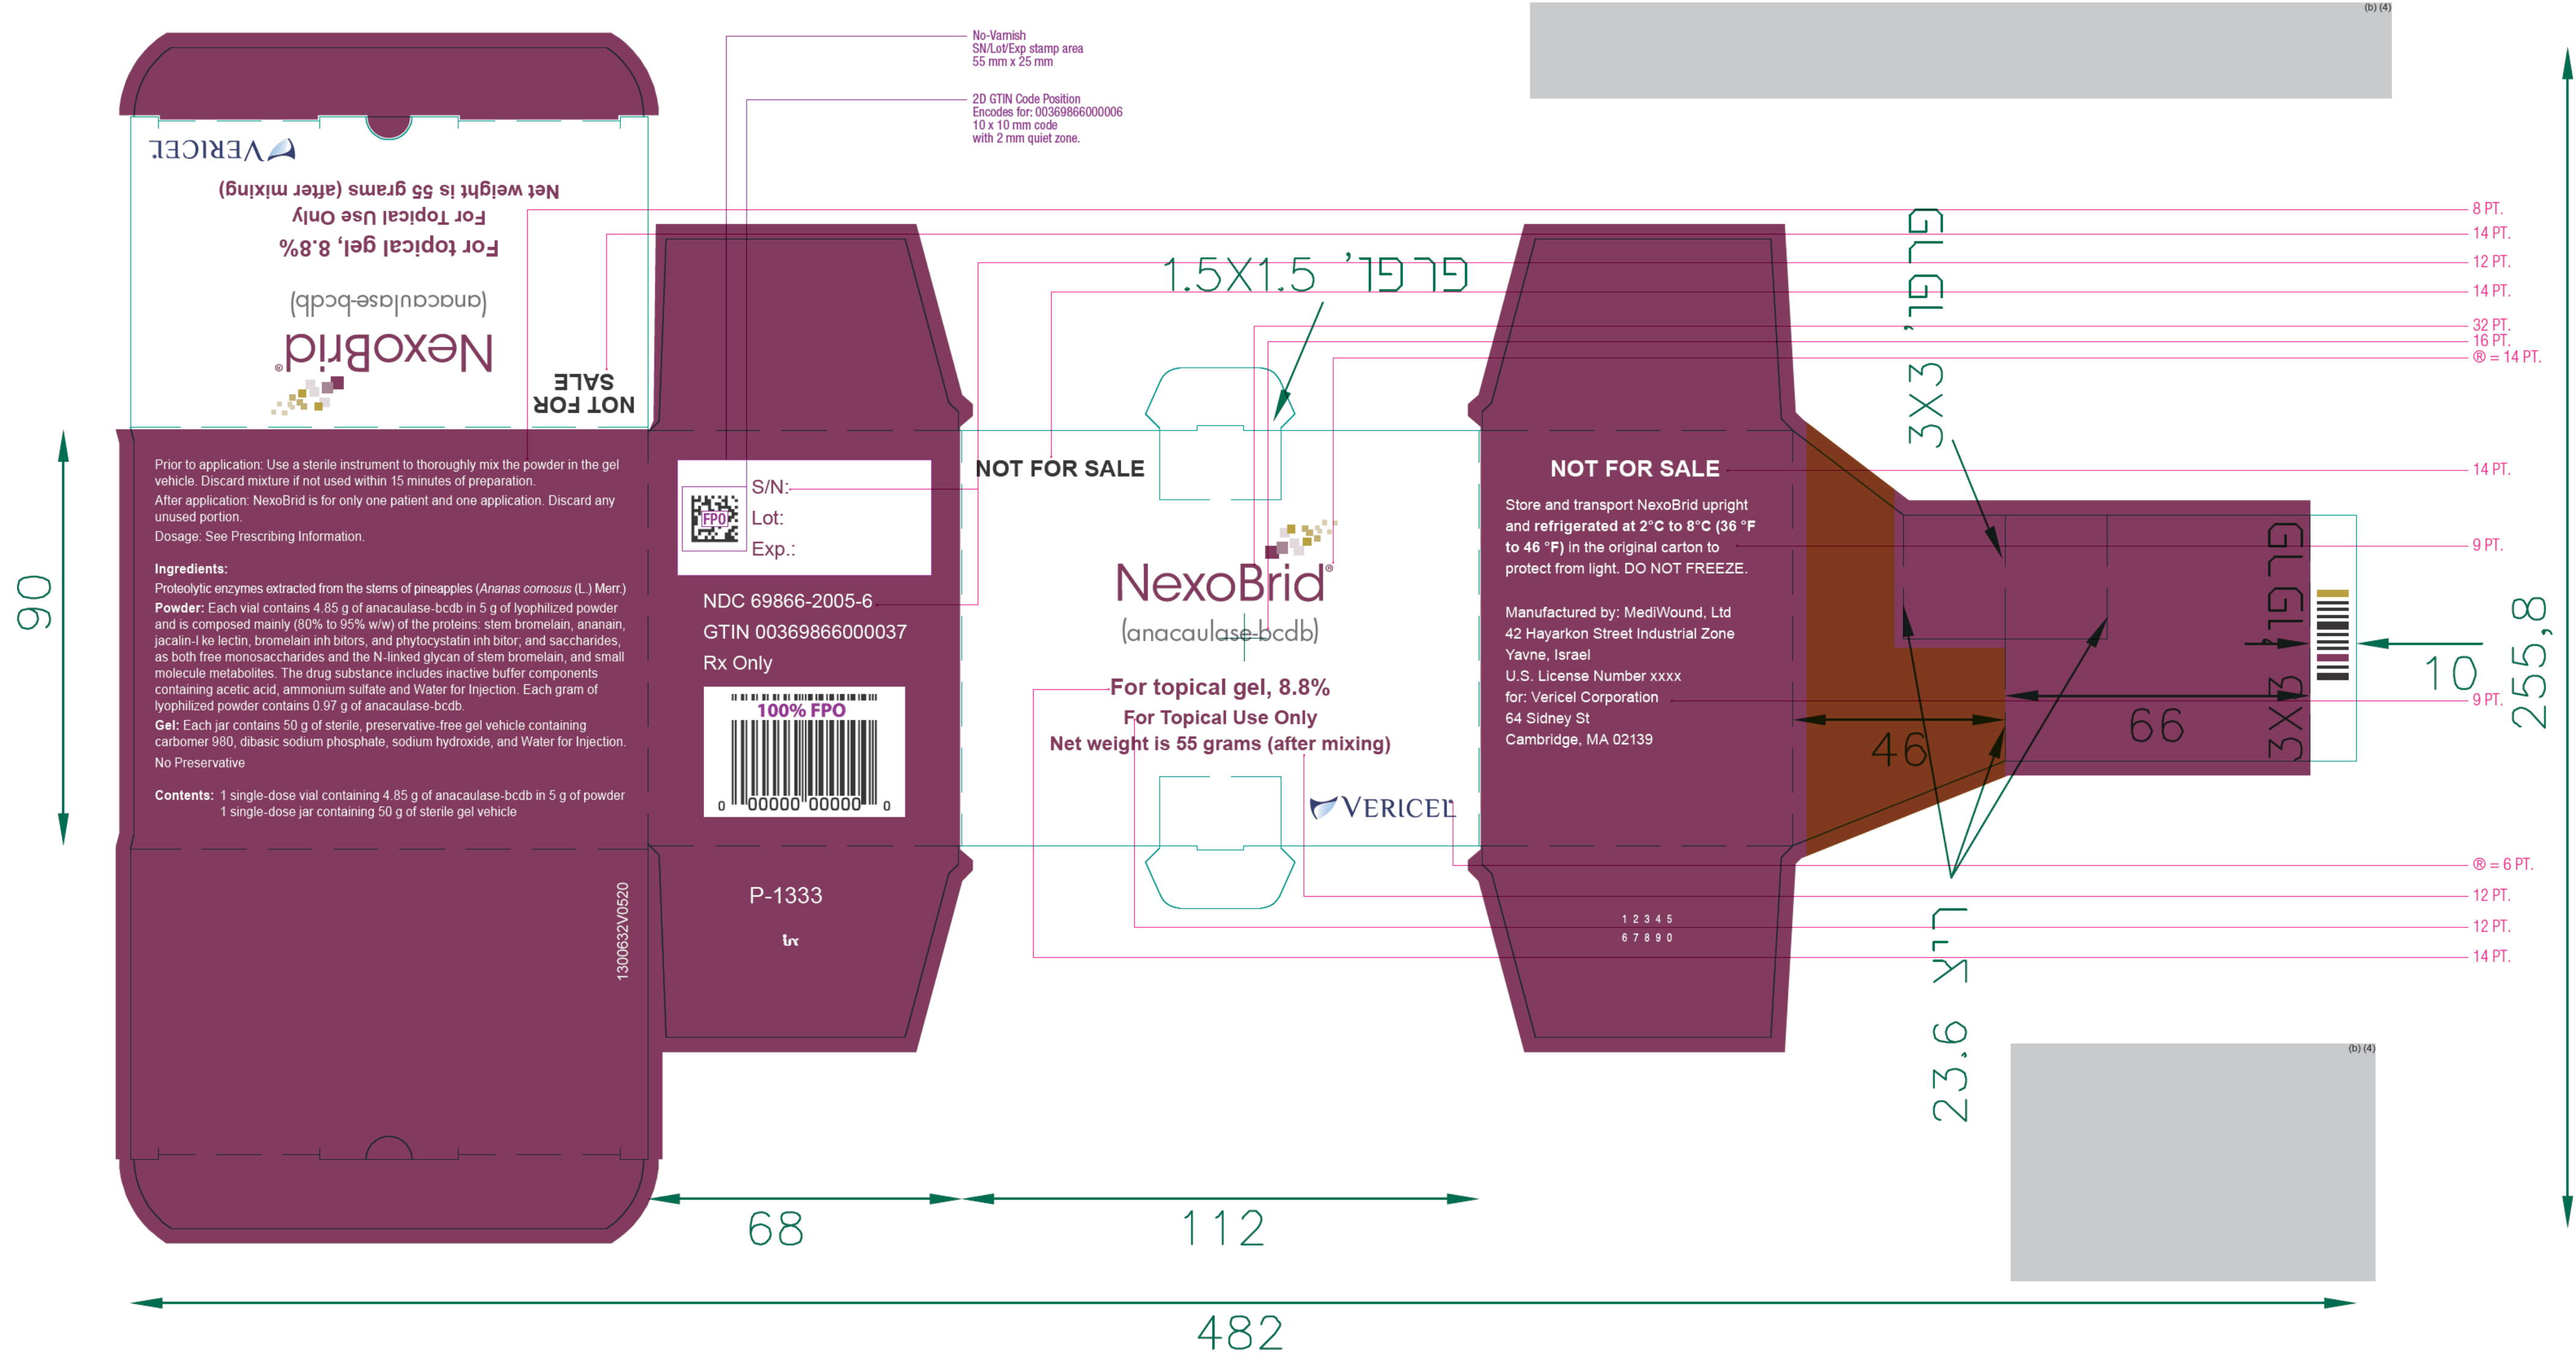 (b) (4)
No-Varnish
SN/Lot/Exp stamp area
55 mm x 25 mm
2D GTIN Code Position
Encodes for: 00369866000006
10 x 10 mm code
with 2 mm quiet zone.
VERICEL
Net weight is 55 grams (after mixing)
For Topical Use Only
For topical gel, 8.8%
(anacaulase-bcdb)
NexoBrid®
NOT FOR
SALE
Prior to application: Use a sterile instrument to thoroughly mix the powder in the gel
vehicle. Discard mixture if not used within 15 minutes of preparation.
After application: NexoBrid is for only one patient and one application. Discard any
unused portion.
Dosage: See Prescribing Information.
Ingredients:
Proteolytic enzymes extracted from the stems of pineapples (Ananas comosus (L.) Merr.)
Powder: Each vial contains 4.85 g of anacaulase-bcdb in 5 g of lyophilized powder
and is composed mainly (80% to 95% w/w) of the proteins: stem bromelain, ananain,
jacalin-l ke lectin, bromelain inh bitors, and phytocystatin inh bitor; and saccharides,
as both free monosaccharides and the N-linked glycan of stem bromelain, and small
molecule metabolites. The drug substance includes inactive buffer components
containing acetic acid, ammonium sulfate and Water for Injection. Each gram of
lyophilized powder contains 0.97 g of anacaulase-bcdb.
Gel: Each jar contains 50 g of sterile, preservative-free gel vehicle containing
carbomer 980, dibasic sodium phosphate, sodium hydroxide, and Water for Injection.
No Preservative
Contents: 1 single-dose vial containing 4.85 g of anacaulase-bcdb in 5 g of powder
1 single-dose jar containing 50 g of sterile gel vehicle
1300632V0520
90
FPO
S/N:
Lot:
Exp.:
NDC 69866-2005-6
GTIN 00369866000037
Rx Only
100% FPO
0 00000 00000 0
P-1333
68
1.5X1.5 גלגל,
NOT FOR SALE
NexoBrid®
(anacaulase-bcdb)
For topical gel, 8.8%
For Topical Use Only
Net weight is 55 grams (after mixing)
VERICEL
112
NOT FOR SALE
Store and transport NexoBrid upright
and refrigerated at 2°C to 8°C (36 °F
to 46 °F) in the original carton to
protect from light. DO NOT FREEZE.
Manufactured by: MediWound, Ltd
42 Hayarkon Street Industrial Zone
Yavne, Israel
U.S. License Number xxxx
for: Vericel Corporation
64 Sidney St
Cambridge, MA 02139
1 2 3 4 5
6 7 8 9 0
3X3 גלגל,
46
66
3X3 גלגל,
10
23,6
255,8
482
8 PT.
14 PT.
12 PT.
14 PT.
32 PT.
16 PT.
® = 14 PT.
14 PT.
9 PT.
9 PT.
® = 6 PT.
12 PT.
12 PT.
14 PT.
(b) (4)